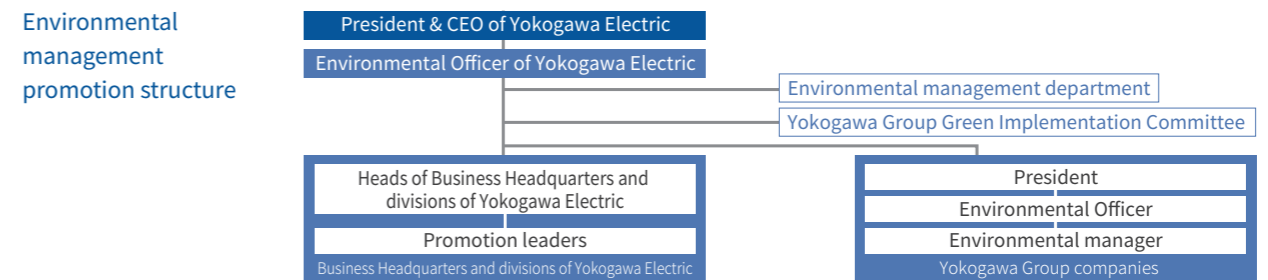 Environmental
management
promotion structure
President & CEO of Yokogawa Electric
Environmental Officer of Yokogawa Electric
Environmental management department
Yokogawa Group Green Implementation Committee
Heads of Business Headquarters and
divisions of Yokogawa Electric
Promotion leaders
Business Headquarters and divisions of Yokogawa Electric
President
Environmental Officer
Environmental manager
Yokogawa Group companies